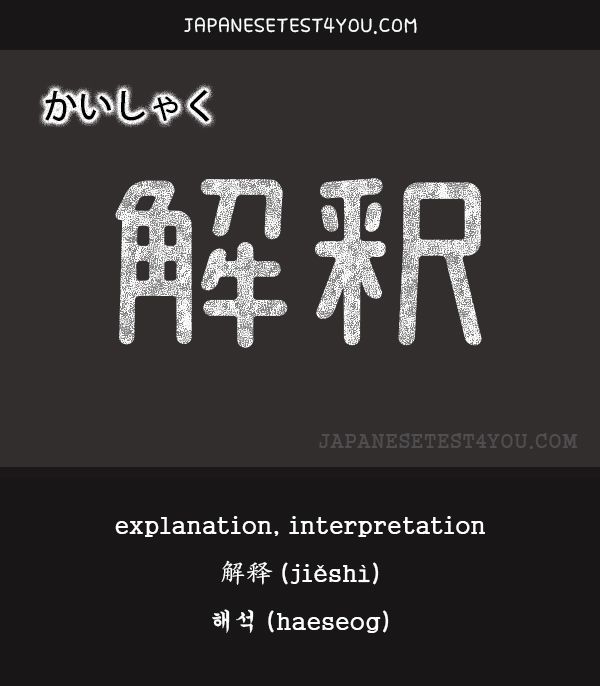 JAPANESETEST4YOU.COM
かいしゃく
解釈
JAPANESETEST4YOU.COM
explanation, interpretation
解释 (jiěshì)
해석 (haeseog)